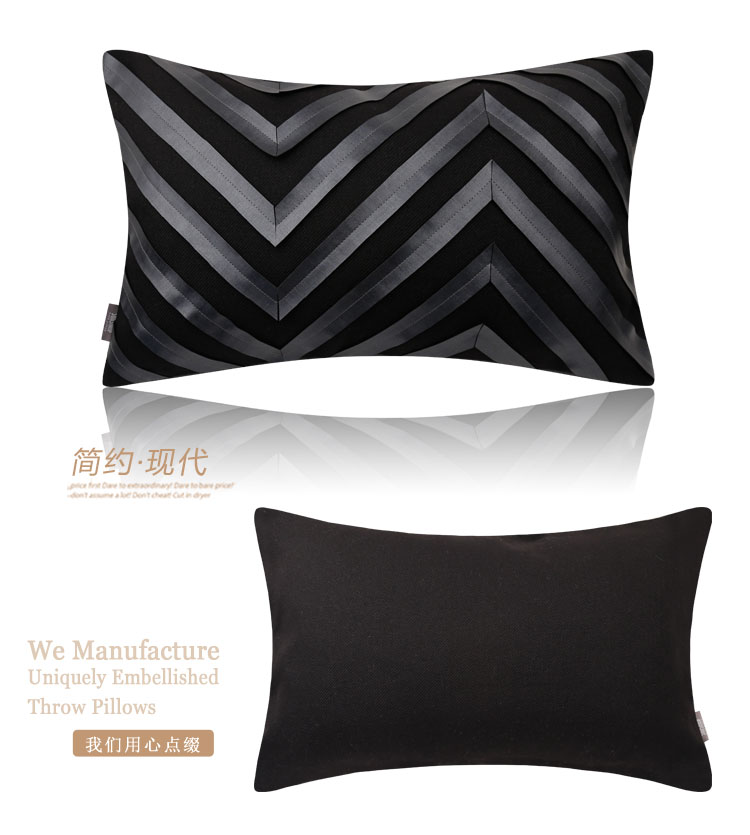 简约·现代
price first Dare to extraordinary! Dare to bare price!
-don't assume a lot! Don't cheat! Cut in dryer
We Manufacture
Uniquely Embellished
Throw Pillows
我们用心点缀